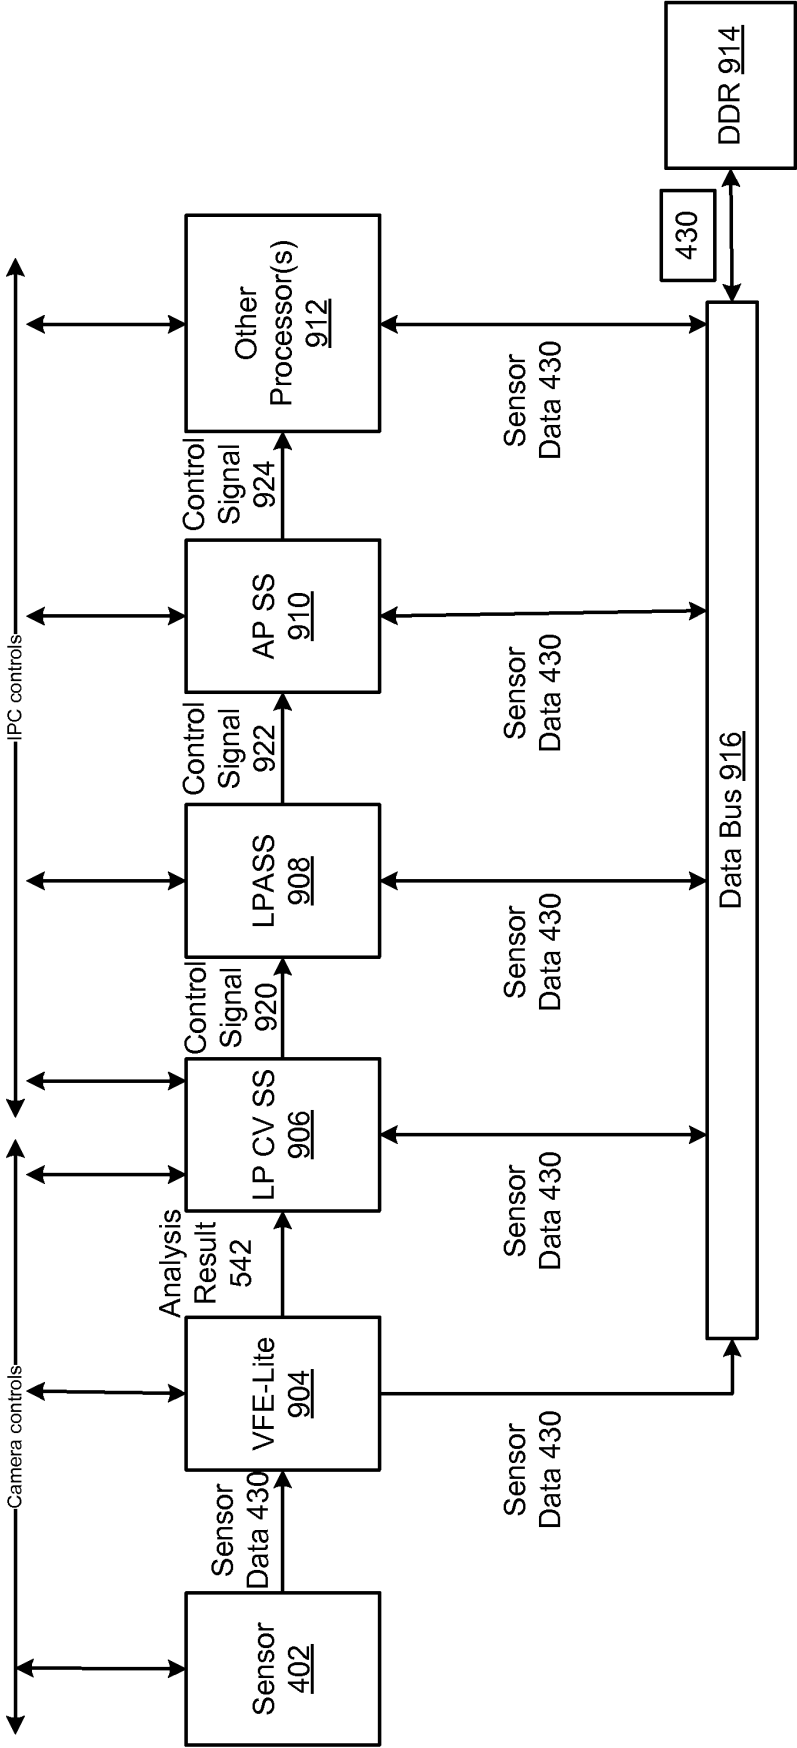 Camera controls
IPC controls
Sensor
402
Sensor
Data 430
VFE-Lite
904
Analysis
Result
542
LP CV SS
906
Control
Signal
920
LPASS
908
Control
Signal
922
AP SS
910
Control
Signal
924
Other
Processor(s)
912
Sensor
Data 430
Sensor
Data 430
Sensor
Data 430
Sensor
Data 430
Sensor
Data 430
Data Bus 916
430
DDR 914